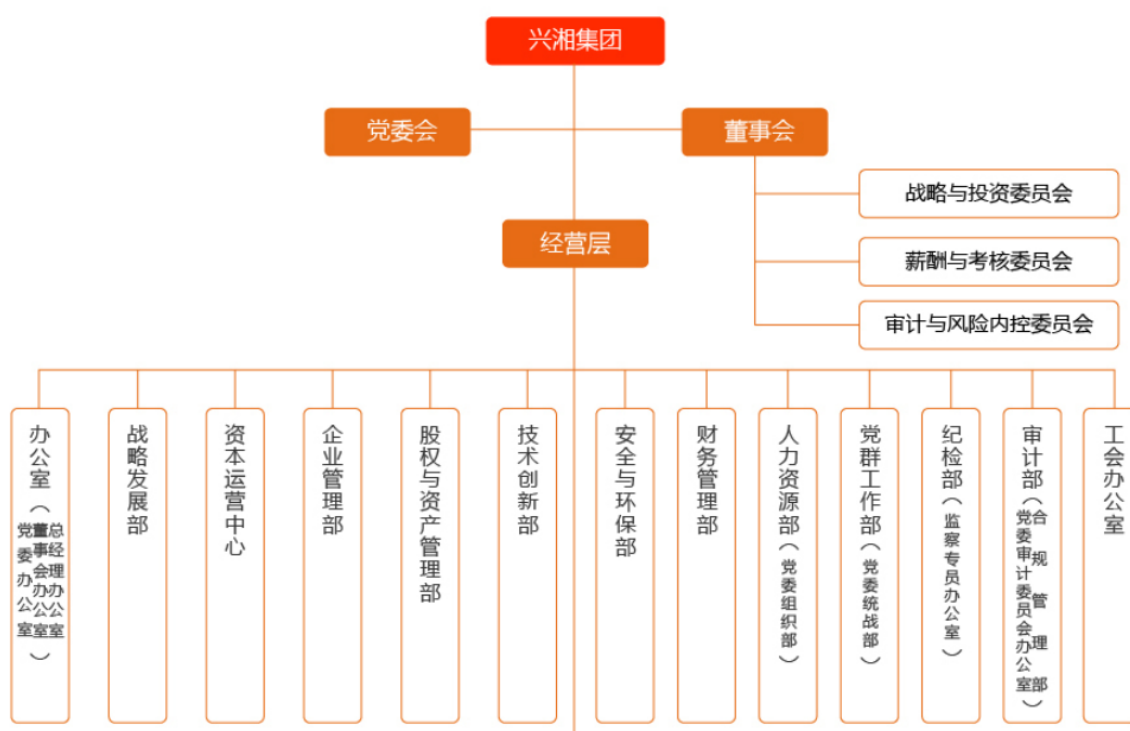 兴湘集团
党委会
董事会
战略与投资委员会
经营层
薪酬与考核委员会
审计与风险内控委员会
办公室（党委办公室 董事会办公室 总经理办公室）
战略发展部
资本运营中心
企业管理部
股权与资产管理部
技术创新部
安全与环保部
财务管理部
人力资源部（党委组织部）
党群工作部（党委统战部）
纪检部（监察专员办公室）
审计部（党委审计委员会办公室 合规管理部）
工会办公室